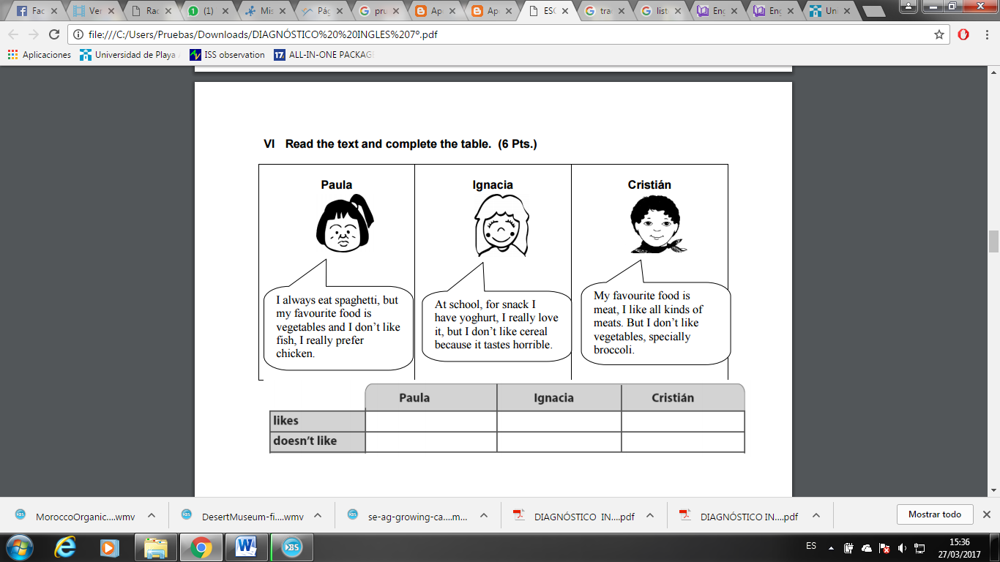 Fac
Ver
Rac
(1)
Mis
Pág
pru
Ap
Ap
ESC
trac
list
Eng
Eng
Uni
file:///C:/Users/Pruebas/Downloads/DIAGNÓSTICO%20%20INGLES%207º.pdf
Aplicaciones
Universidad de Playa
ISS observation
17
ALL-IN-ONE PACKAG
VI Read the text and complete the table. (6 Pts.)
Paula
Ignacia
Cristián
I always eat spaghetti, but
my favourite food is
vegetables and I don't like
fish, I really prefer
chicken.
At school, for snack I
have yoghurt, I really love
it, but I don't like cereal
because it tastes horrible.
My favourite food is
meat, I like all kinds of
meats. But I don't like
vegetables, specially
broccoli.
Paula Ignacia Cristián
likes
doesn't like
MoroccoOrganic....wmv
DesertMuseum-fi....wmv
se-ag-growing-ca....m...
DIAGNÓSTICO IN....pdf
DIAGNÓSTICO IN....pdf
Mostrar todo
ES
15:36
27/03/2017